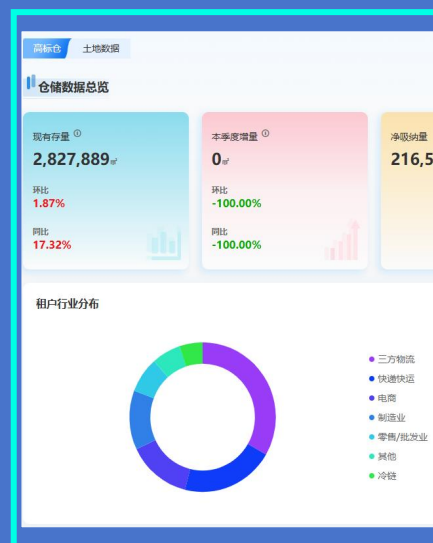 高标仓 土地数据
仓储数据总览
现有存量
2,827,889㎡
环比
1.87%
同比
17.32%
本季度增量
0㎡
环比
-100.00%
同比
-100.00%
净吸纳量
216,5
租户行业分布
三方物流
快递快运
电商
制造业
零售/批发业
其他
冷链